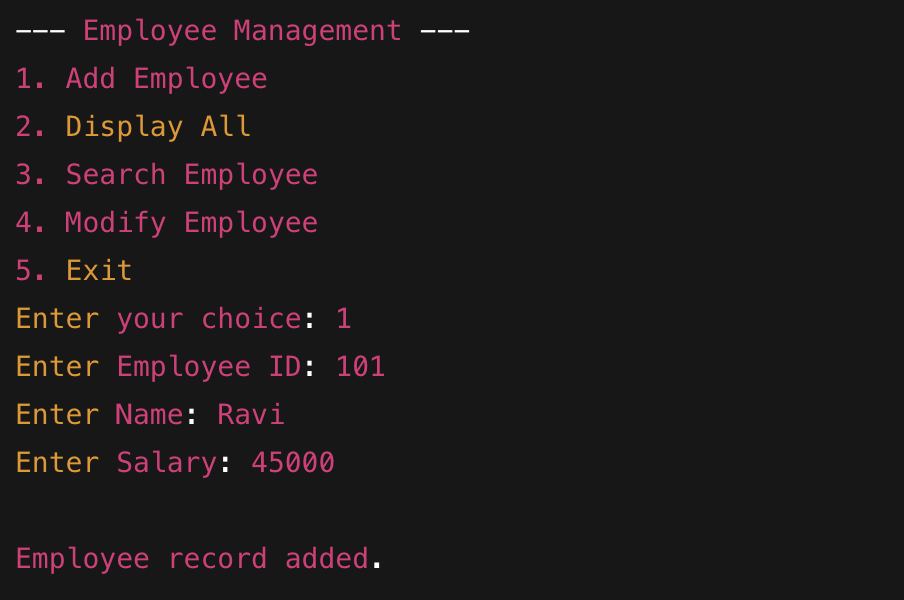 --- Employee Management ---
1. Add Employee
2. Display All
3. Search Employee
4. Modify Employee
5. Exit
Enter your choice: 1
Enter Employee ID: 101
Enter Name: Ravi
Enter Salary: 45000
Employee record added.